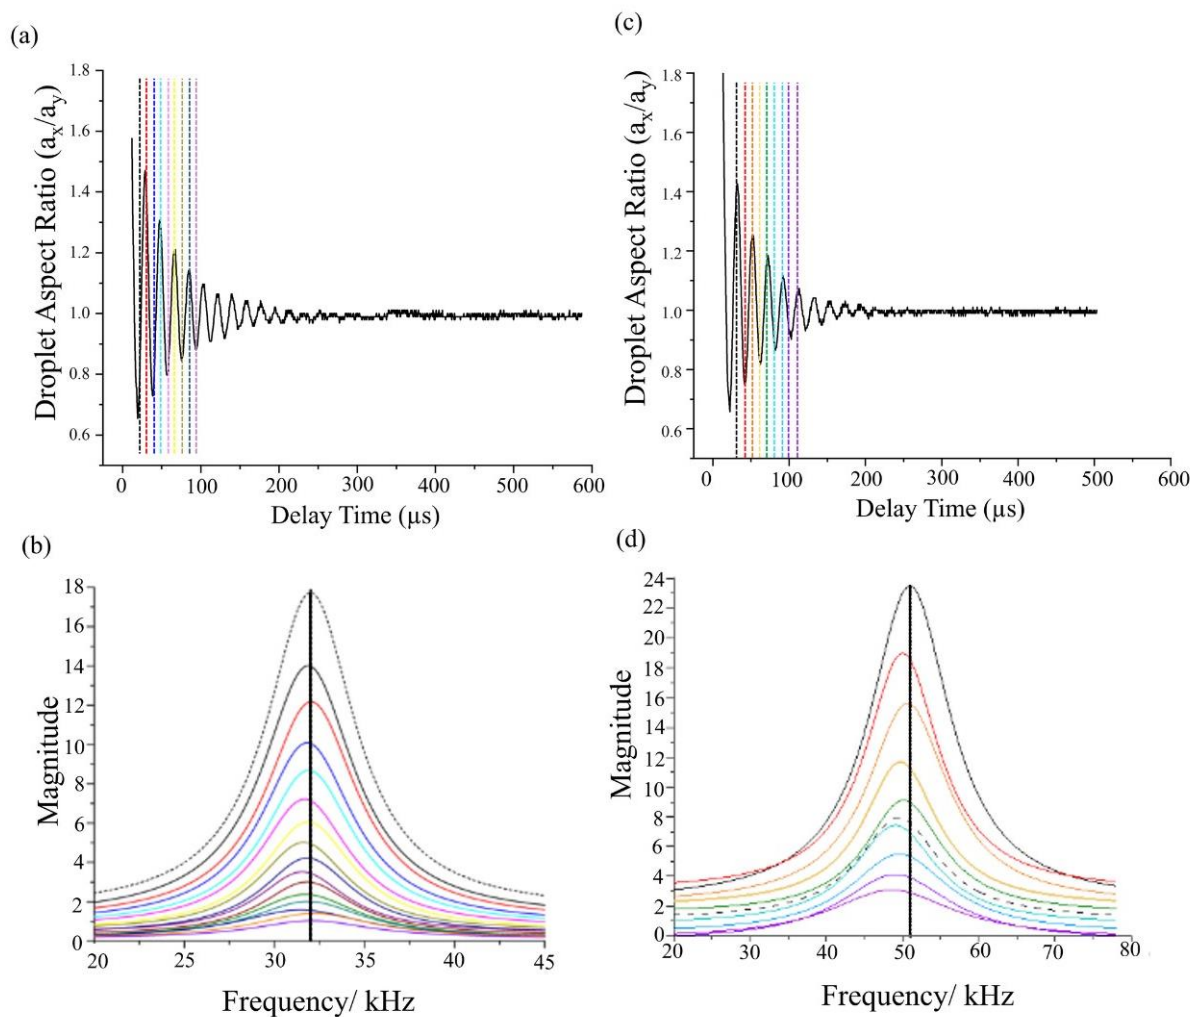 (a)
1.8
1.6
1.4
1.2
1.0
0.8
0.6
Droplet Aspect Ratio (aₓ/aᵧ)
0 100 200 300 400 500 600
Delay Time (µs)
(c)
1.8
1.6
1.4
1.2
1.0
0.8
0.6
Droplet Aspect Ratio (aₓ/aᵧ)
0 100 200 300 400 500 600
Delay Time (µs)
(b)
18
16
14
12
10
8
6
4
2
0
Magnitude
20 25 30 35 40 45
Frequency/ kHz
(d)
24
22
20
18
16
14
12
10
8
6
4
2
0
Magnitude
20 30 40 50 60 70 80
Frequency/ kHz